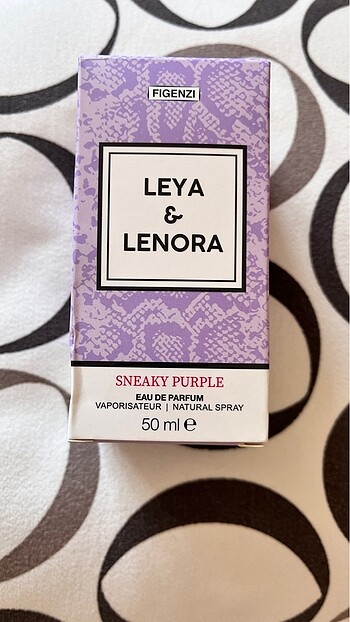 FIGENZI
LEYA
&
LENORA
SNEAKY PURPLE
EAU DE PARFUM
VAPORISATEUR | NATURAL SPRAY
50 ml ℮